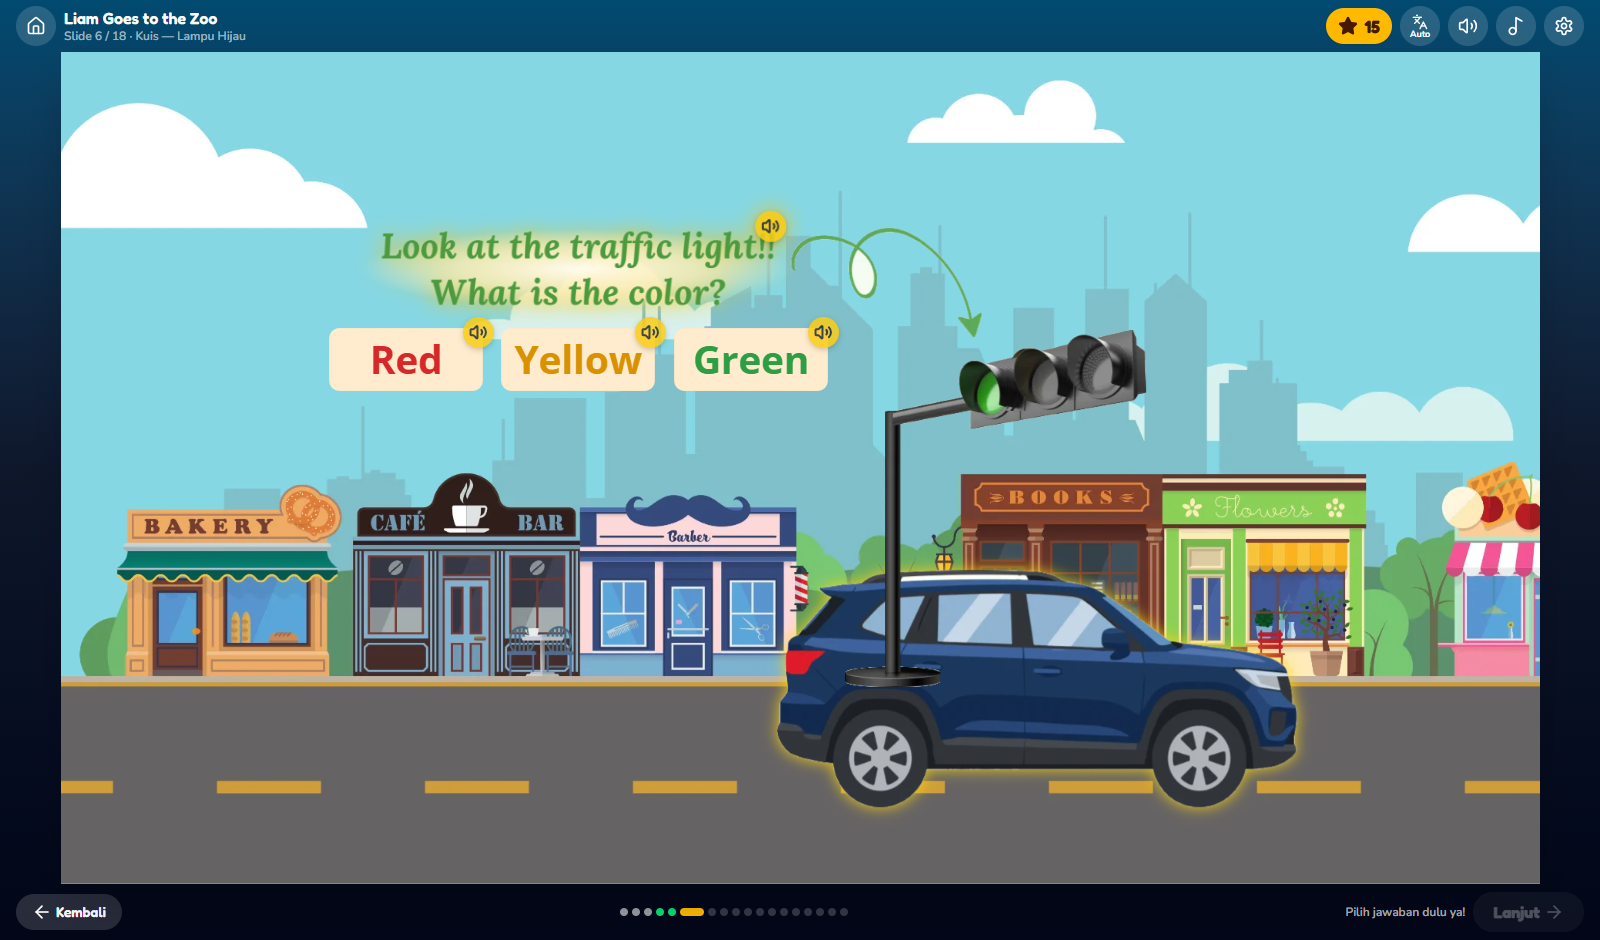 Liam Goes to the Zoo
Slide 6 / 18 · Kuis — Lampu Hijau
15
Auto
Look at the traffic light!!
What is the color?
Red
Yellow
Green
BAKERY
CAFÉ BAR
Barber
BOOKS
Flowers
Kembali
Pilih jawaban dulu ya!
Lanjut